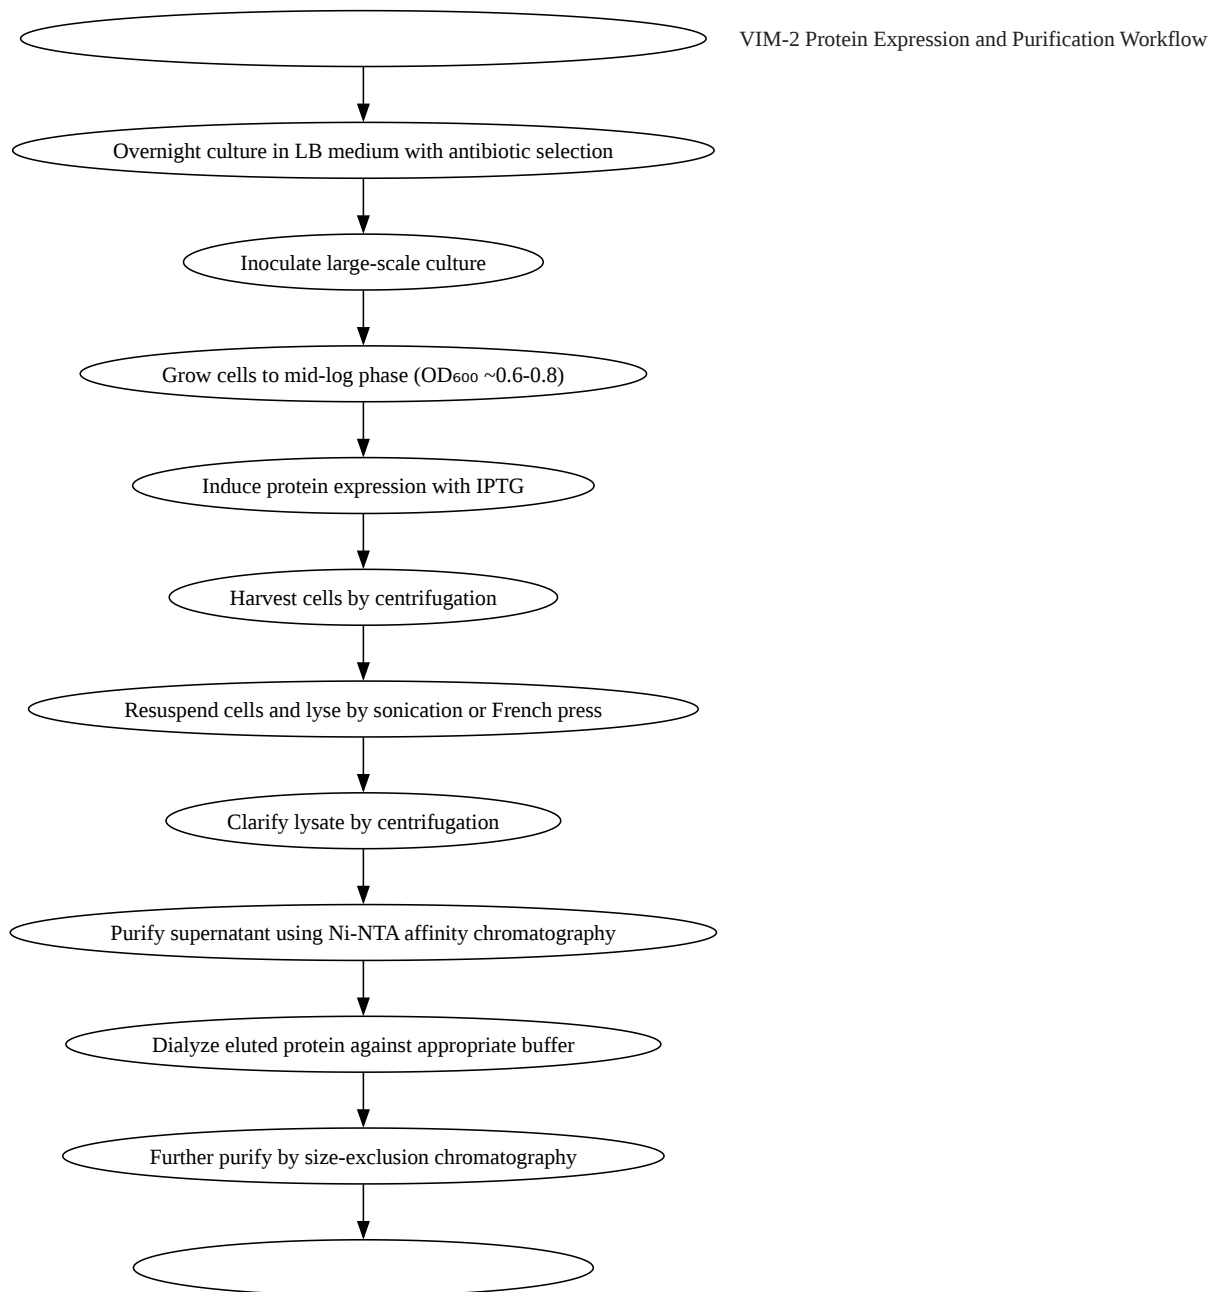 VIM-2 Protein Expression and Purification Workflow
Overnight culture in LB medium with antibiotic selection
Inoculate large-scale culture
Grow cells to mid-log phase (OD₆₀₀ ~0.6-0.8)
Induce protein expression with IPTG
Harvest cells by centrifugation
Resuspend cells and lyse by sonication or French press
Clarify lysate by centrifugation
Purify supernatant using Ni-NTA affinity chromatography
Dialyze eluted protein against appropriate buffer
Further purify by size-exclusion chromatography